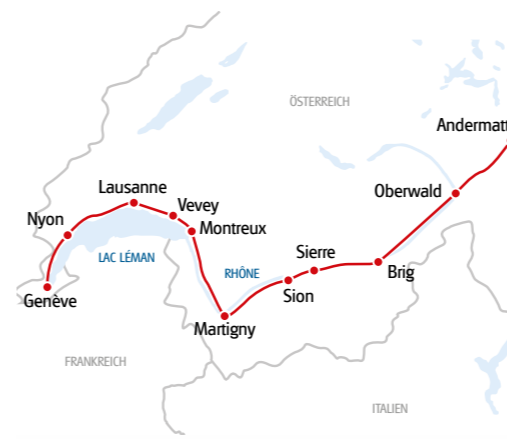 ÖSTERREICH
Andermatt
Oberwald
Lausanne
Vevey
Nyon
Montreux
LAC LÉMAN
RHÔNE
Sierre
Brig
Sion
Genève
Martigny
FRANKREICH
ITALIEN